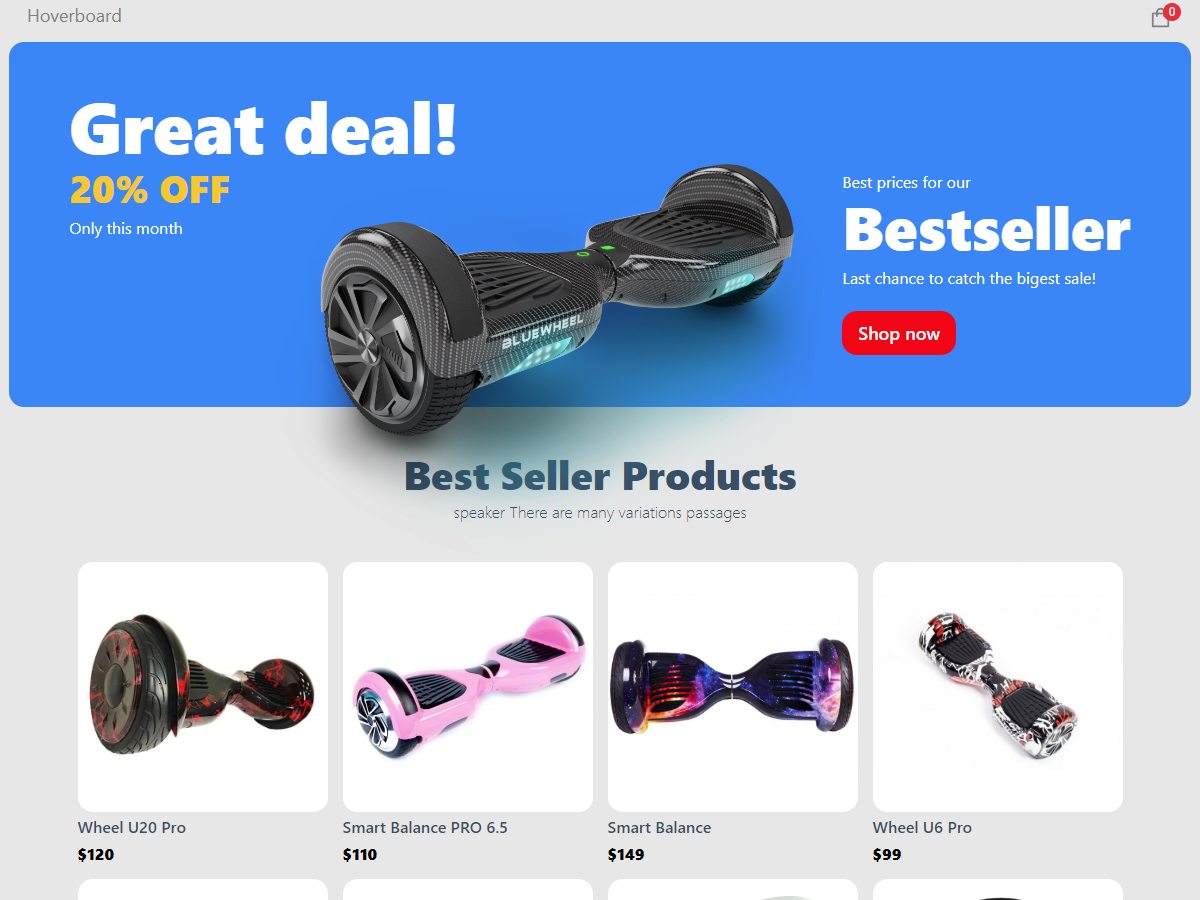 Hoverboard
0
Great deal!
20% OFF
Only this month
Best prices for our
Bestseller
Last chance to catch the bigest sale!
Shop now
BLUEWHEEL
Best Seller Products
speaker There are many variations passages
Wheel U20 Pro
$120
Smart Balance PRO 6.5
$110
Smart Balance
$149
Wheel U6 Pro
$99